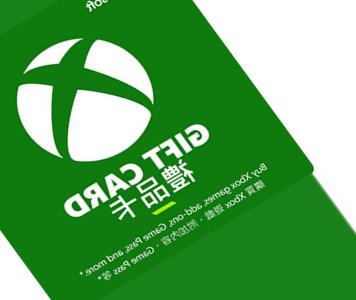 soft
GIFT CARD
禮品卡
Buy Xbox games, add-ons, Game Pass, and more.*
購買 Xbox 遊戲、附加內容、Game Pass 等*